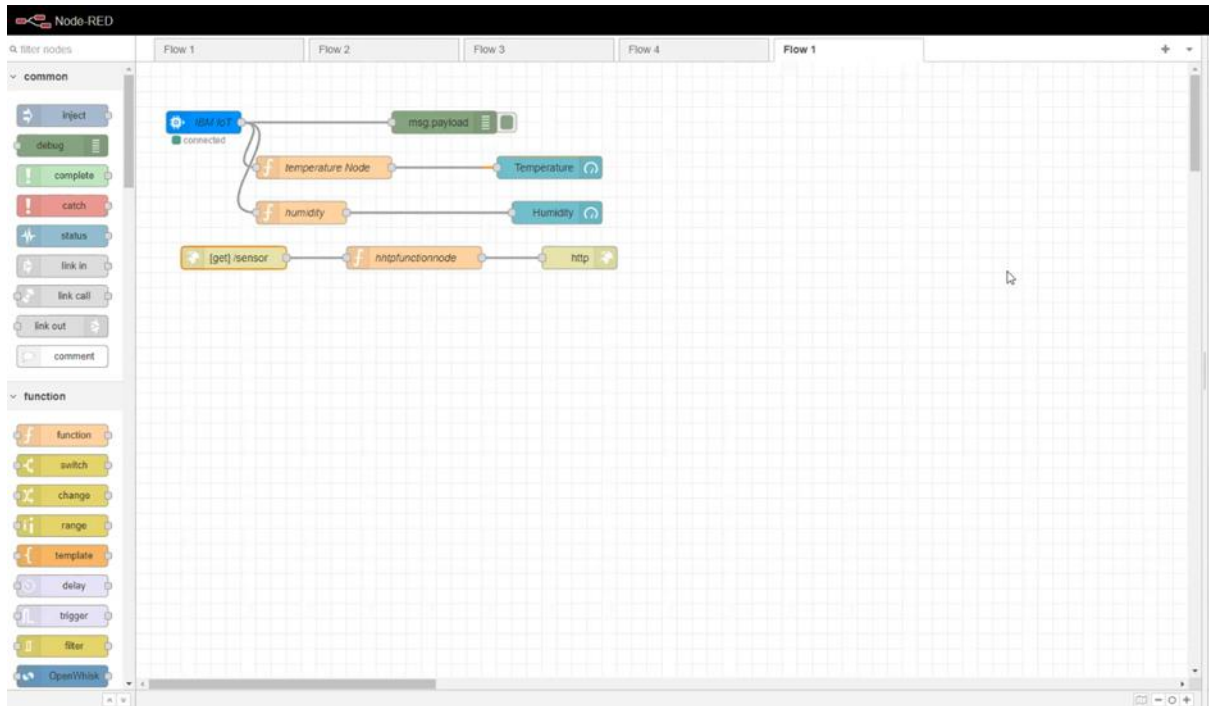 Node-RED
filter nodes
Flow 1
Flow 2
Flow 3
Flow 4
Flow 1
common
inject
debug
complete
catch
status
link in
link call
link out
comment
function
function
switch
change
range
template
delay
trigger
filter
OpenWhisk
IBM IoT
connected
msg.payload
temperature Node
Temperature
humidity
Humidity
[get] /sensor
hhtpfunctionnode
http